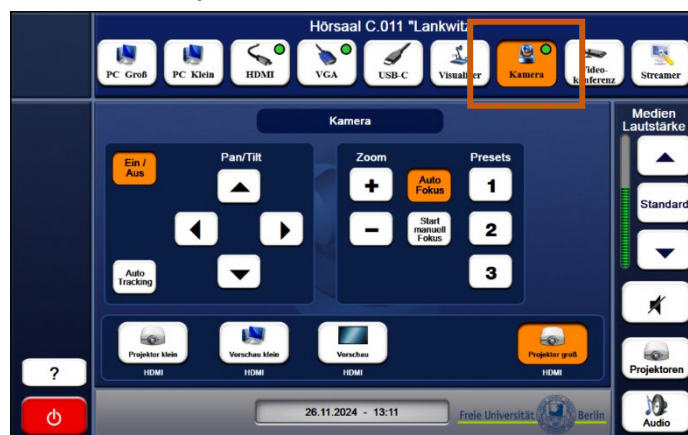 Hörsaal C.011 "Lankwitz
PC Groß
PC Klein
HDMI
VGA
USB-C
Visualizer
Kamera
Video-
konferenz
Streamer
Kamera
Medien
Lautstärke
Ein /
Aus
Pan/Tilt
Zoom
Presets
+
Auto
Fokus
1
Standard
−
Start
manuell
Fokus
2
Auto
Tracking
3
Projektor klein
HDMI
Vorschau klein
HDMI
Vorschau
HDMI
Projektor groß
HDMI
Projektoren
?
26.11.2024 - 13:11
Freie Universität Berlin
Audio